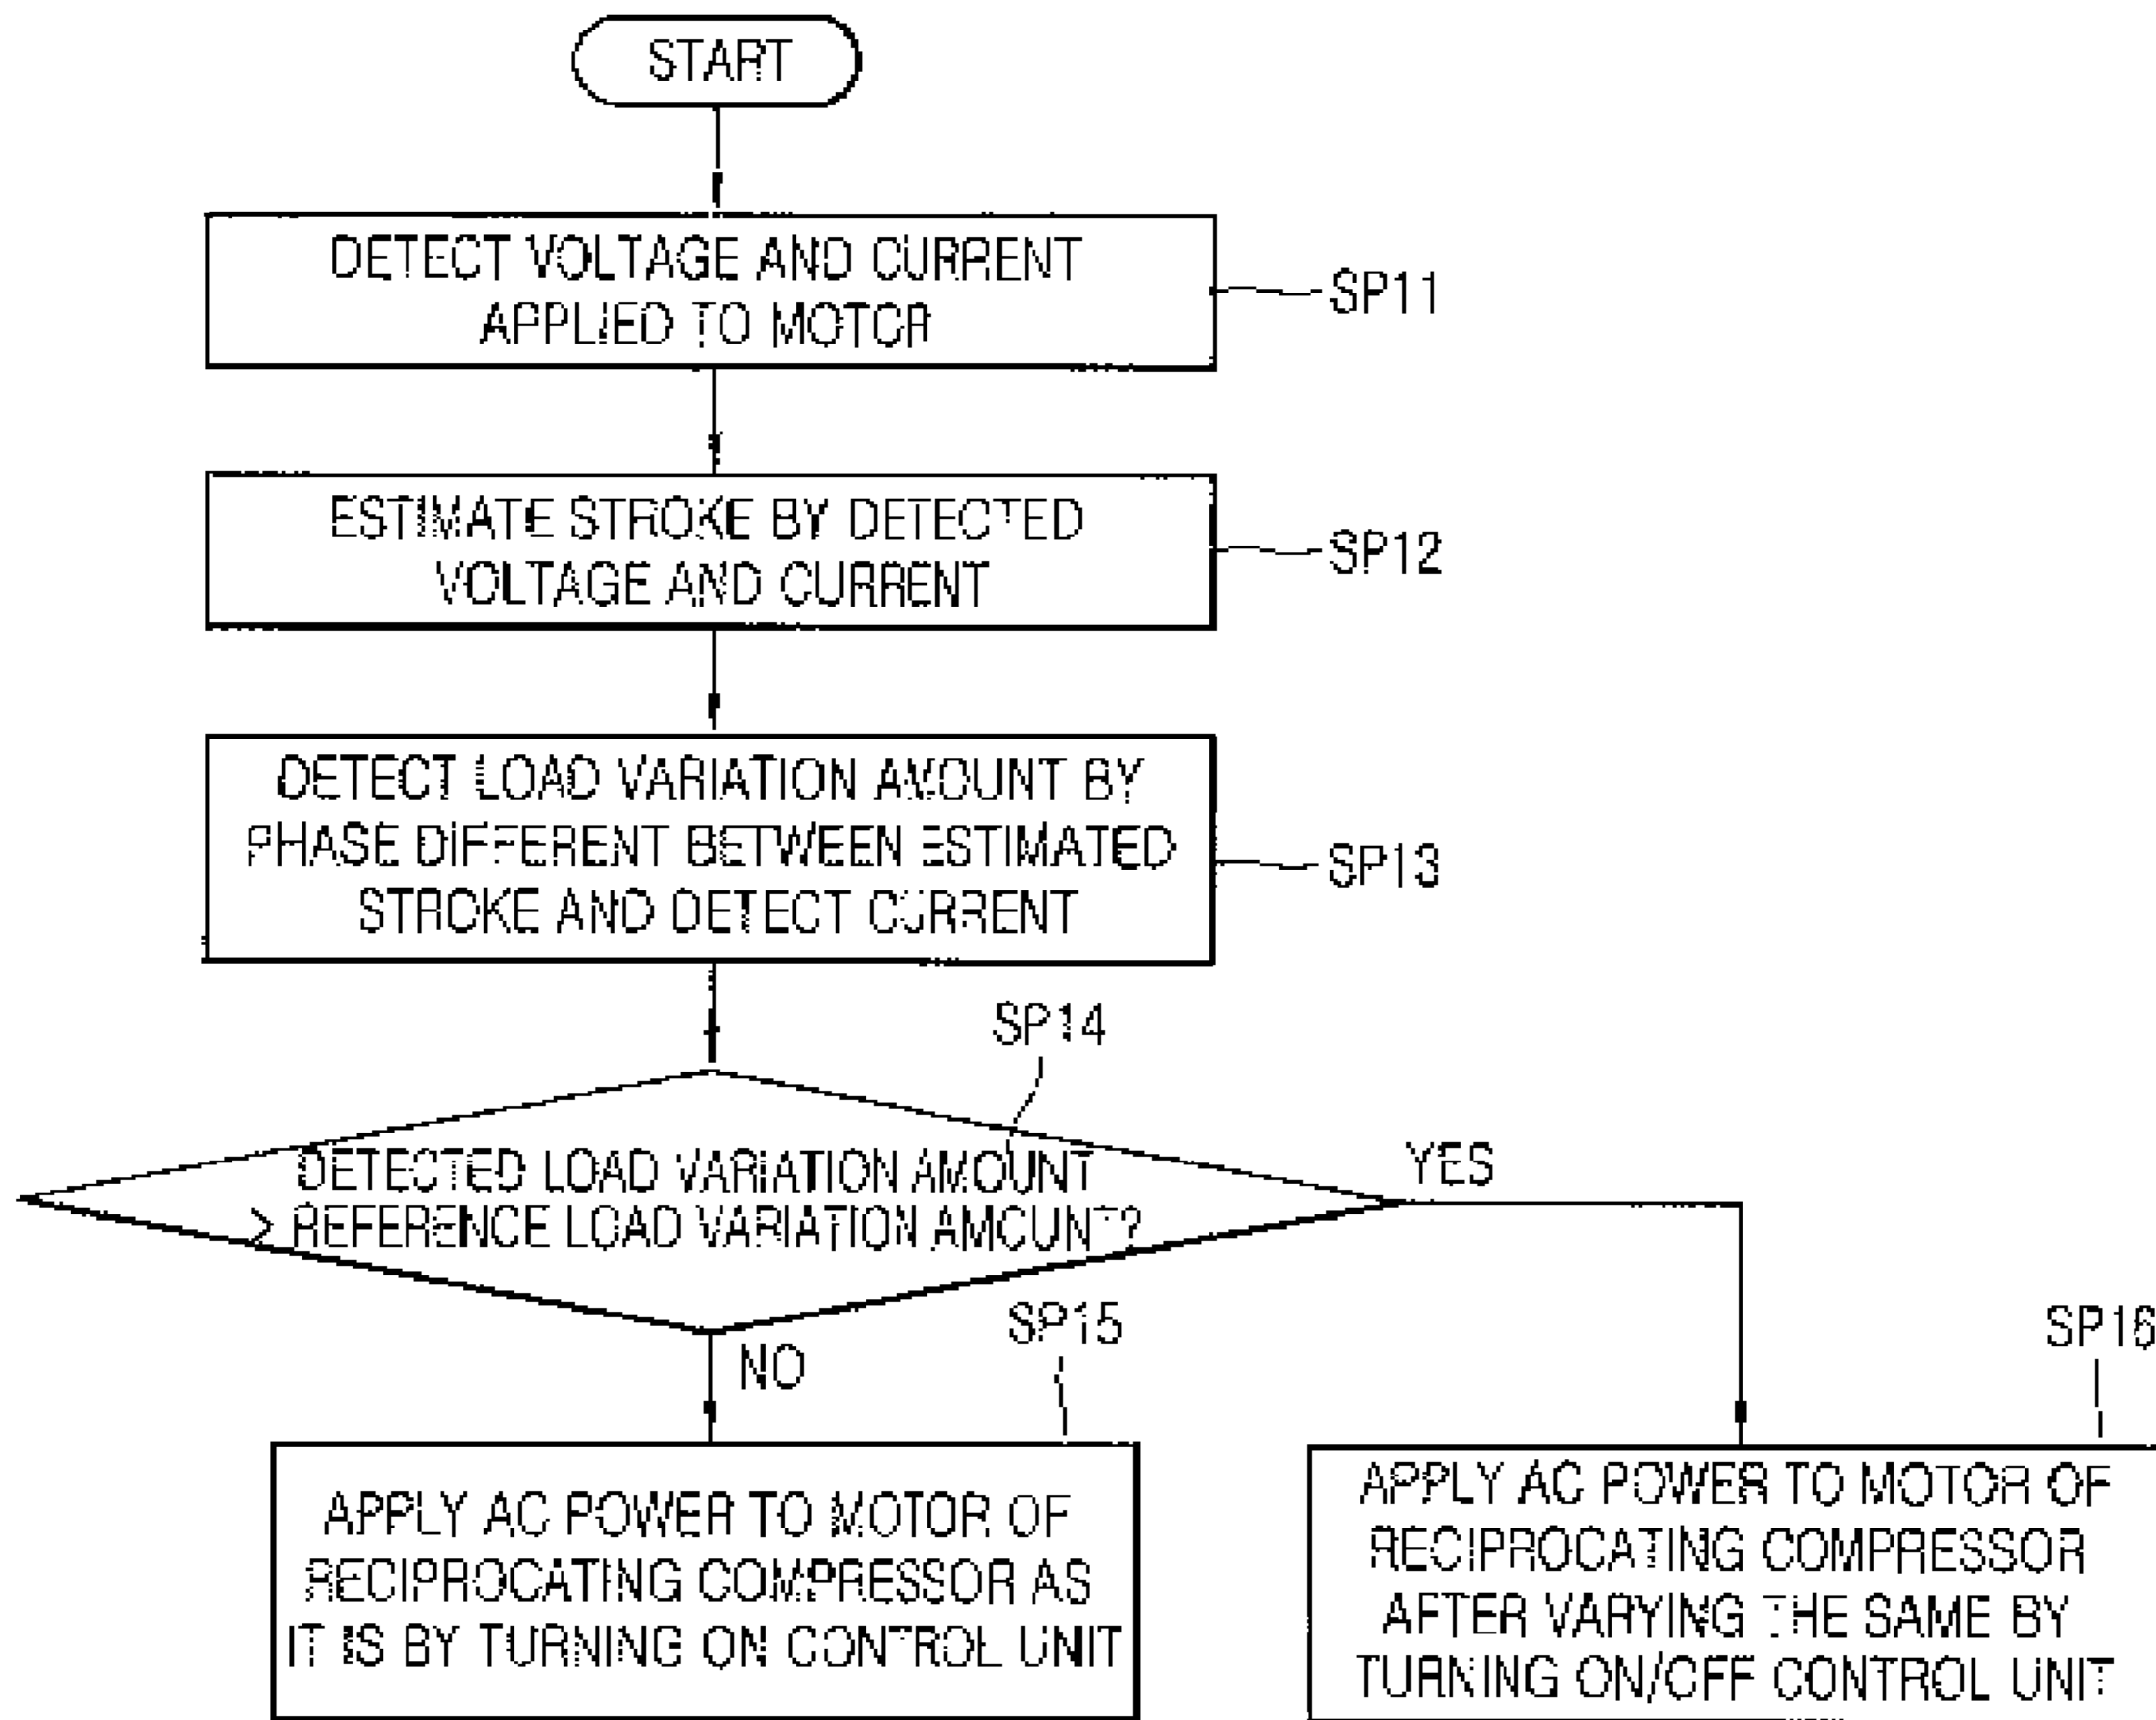 START
DETECT VOLTAGE AND CURRENT
APPLIED TO MOTOR
SP11
ESTIMATE STROKE BY DETECTED
VOLTAGE AND CURRENT
SP12
DETECT LOAD VARIATION AMOUNT BY
PHASE DIFFERENT BETWEEN ESTIMATED
STROKE AND DETECT CURRENT
SP13
SP14
DETECTED LOAD VARIATION AMOUNT
> REFERENCE LOAD VARIATION AMOUNT?
YES
NO
SP15
APPLY AC POWER TO MOTOR OF
RECIPROCATING COMPRESSOR AS
IT IS BY TURNING ON CONTROL UNIT
SP16
APPLY AC POWER TO MOTOR OF
RECIPROCATING COMPRESSOR
AFTER VARYING THE SAME BY
TURNING ON/OFF CONTROL UNIT